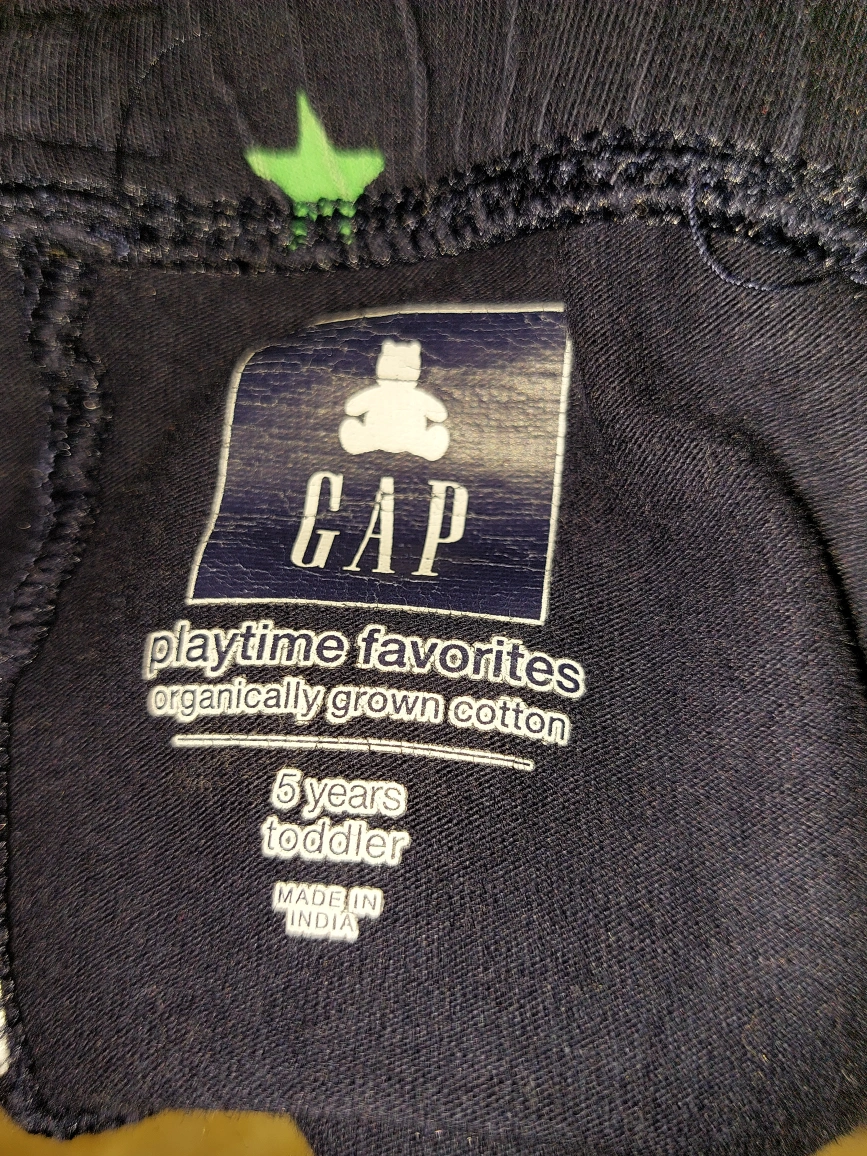 GAP
playtime favorites
organically grown cotton
5 years
toddler
MADE IN
INDIA